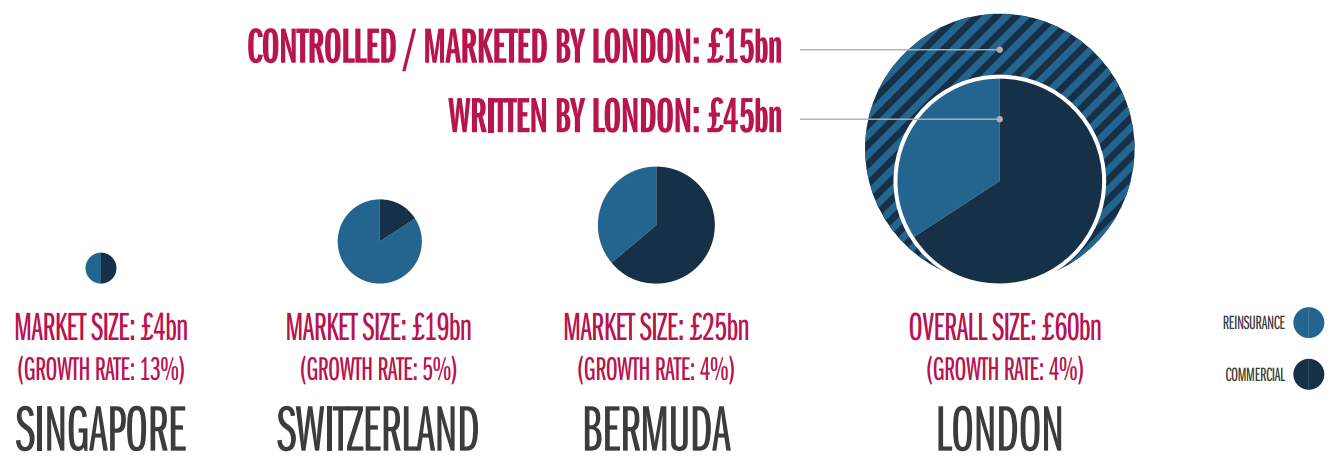 CONTROLLED / MARKETED BY LONDON: £15bn
WRITTEN BY LONDON: £45bn
MARKET SIZE: £4bn
(GROWTH RATE: 13%)
SINGAPORE
MARKET SIZE: £19bn
(GROWTH RATE: 5%)
SWITZERLAND
MARKET SIZE: £25bn
(GROWTH RATE: 4%)
BERMUDA
OVERALL SIZE: £60bn
(GROWTH RATE: 4%)
LONDON
REINSURANCE
COMMERCIAL